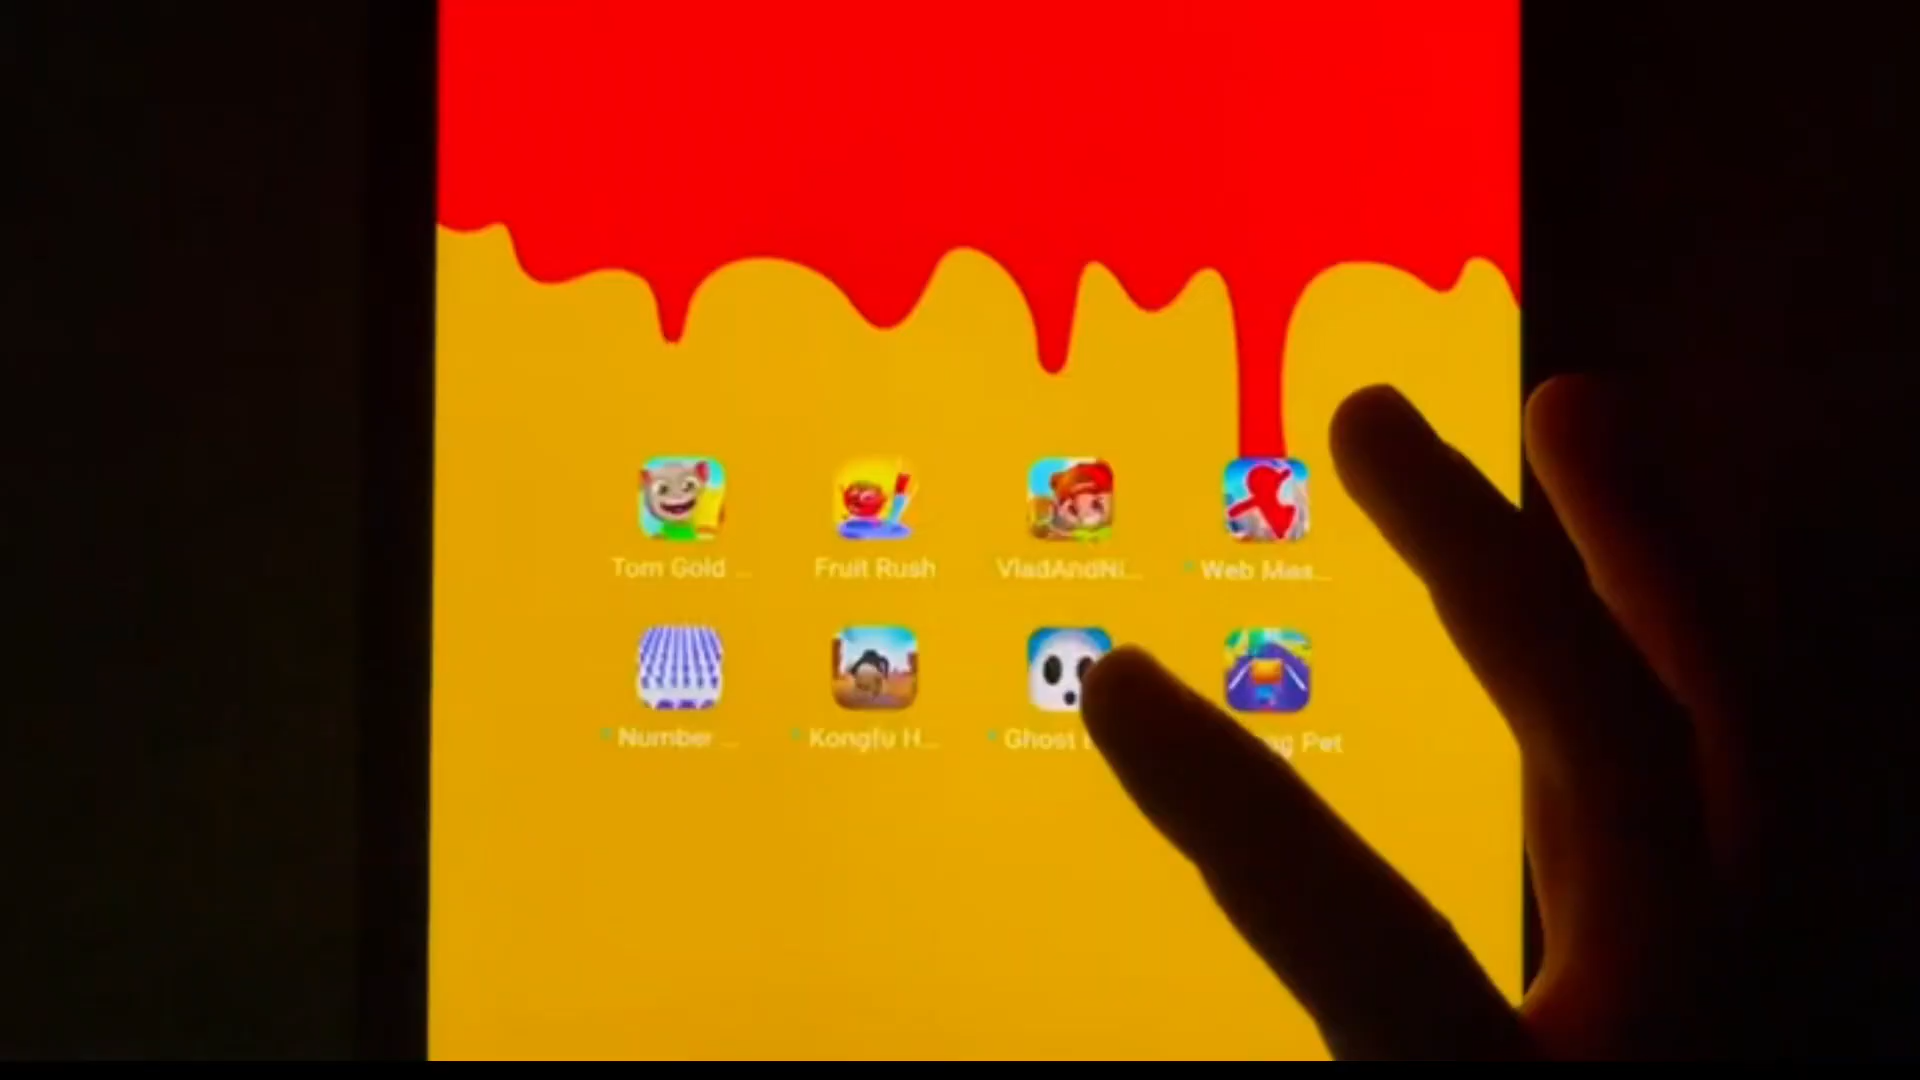 Tom Gold ...
Fruit Rush
VladAndNi...
Web Mas...
Number ...
Kongfu H...
Ghost
Pet